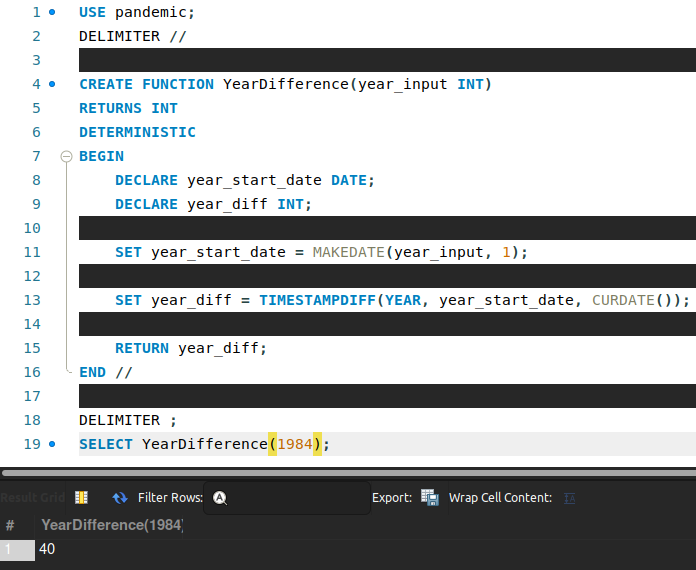 1 USE pandemic;
2 DELIMITER //
3
4 CREATE FUNCTION YearDifference(year_input INT)
5 RETURNS INT
6 DETERMINISTIC
7 BEGIN
8 DECLARE year_start_date DATE;
9 DECLARE year_diff INT;
10
11 SET year_start_date = MAKEDATE(year_input, 1);
12
13 SET year_diff = TIMESTAMPDIFF(YEAR, year_start_date, CURDATE());
14
15 RETURN year_diff;
16 END //
17
18 DELIMITER ;
19 SELECT YearDifference(1984);
Result Grid Filter Rows: A Export: Wrap Cell Content: IA
# YearDifference(1984)
1 40